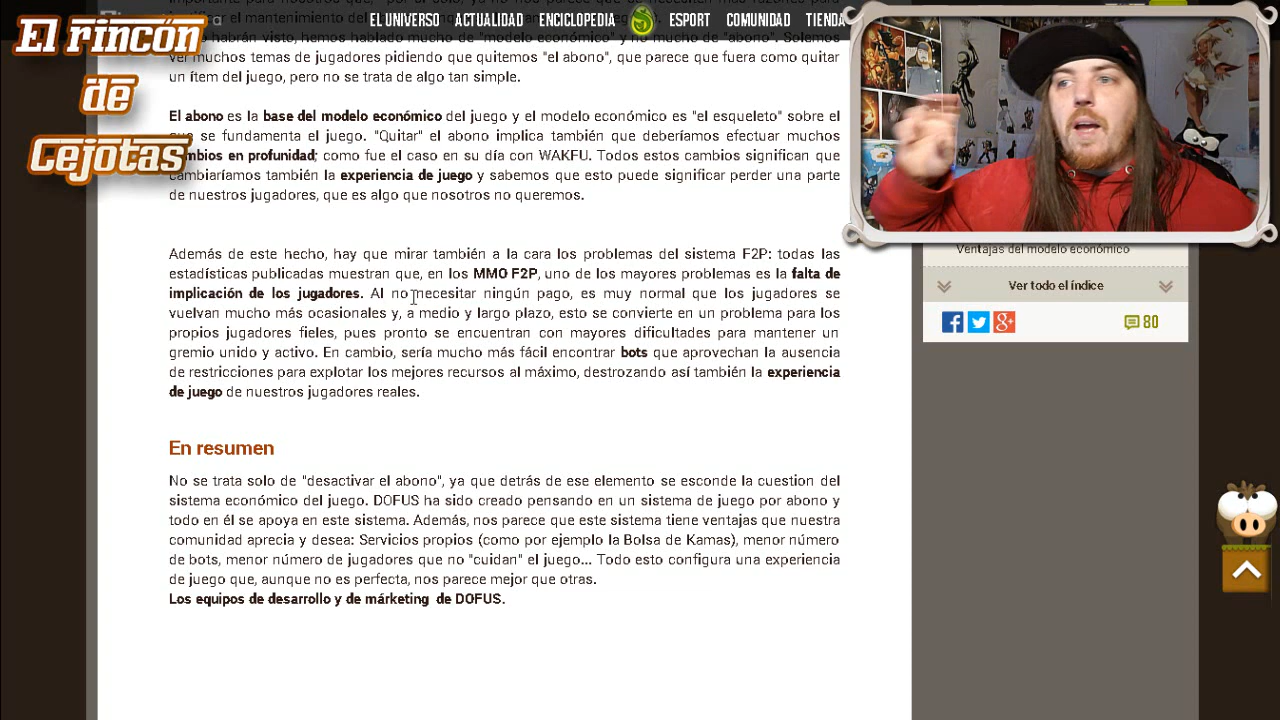 El rincón
de
Cejotas
EL UNIVERSO ACTUALIDAD ENCICLOPEDIA ESPORT COMUNIDAD TIENDA
habrán visto, hemos hablado mucho de "modelo económico" y no mucho de "abono". Solemos
ver muchos temas de jugadores pidiendo que quitemos "el abono", que parece que fuera como quitar
un ítem del juego, pero no se trata de algo tan simple.
El abono es la base del modelo económico del juego y el modelo económico es "el esqueleto" sobre el
que se fundamenta el juego. "Quitar" el abono implica también que deberíamos efectuar muchos
cambios en profundidad; como fue el caso en su día con WAKFU. Todos estos cambios significan que
cambiaríamos también la experiencia de juego y sabemos que esto puede significar perder una parte
de nuestros jugadores, que es algo que nosotros no queremos.
Además de este hecho, hay que mirar también a la cara los problemas del sistema F2P: todas las
estadísticas publicadas muestran que, en los MMO F2P, uno de los mayores problemas es la falta de
implicación de los jugadores. Al no necesitar ningún pago, es muy normal que los jugadores se
vuelvan mucho más ocasionales y, a medio y largo plazo, esto se convierte en un problema para los
propios jugadores fieles, pues pronto se encuentran con mayores dificultades para mantener un
gremio unido y activo. En cambio, sería mucho más fácil encontrar bots que aprovechan la ausencia
de restricciones para explotar los mejores recursos al máximo, destrozando así también la experiencia
de juego de nuestros jugadores reales.
En resumen
No se trata solo de "desactivar el abono", ya que detrás de ese elemento se esconde la cuestion del
sistema económico del juego. DOFUS ha sido creado pensando en un sistema de juego por abono y
todo en él se apoya en este sistema. Además, nos parece que este sistema tiene ventajas que nuestra
comunidad aprecia y desea: Servicios propios (como por ejemplo la Bolsa de Kamas), menor número
de bots, menor número de jugadores que no "cuidan" el juego... Todo esto configura una experiencia
de juego que, aunque no es perfecta, nos parece mejor que otras.
Los equipos de desarrollo y de márketing de DOFUS.
Ventajas del modelo económico
Ver todo el índice
80